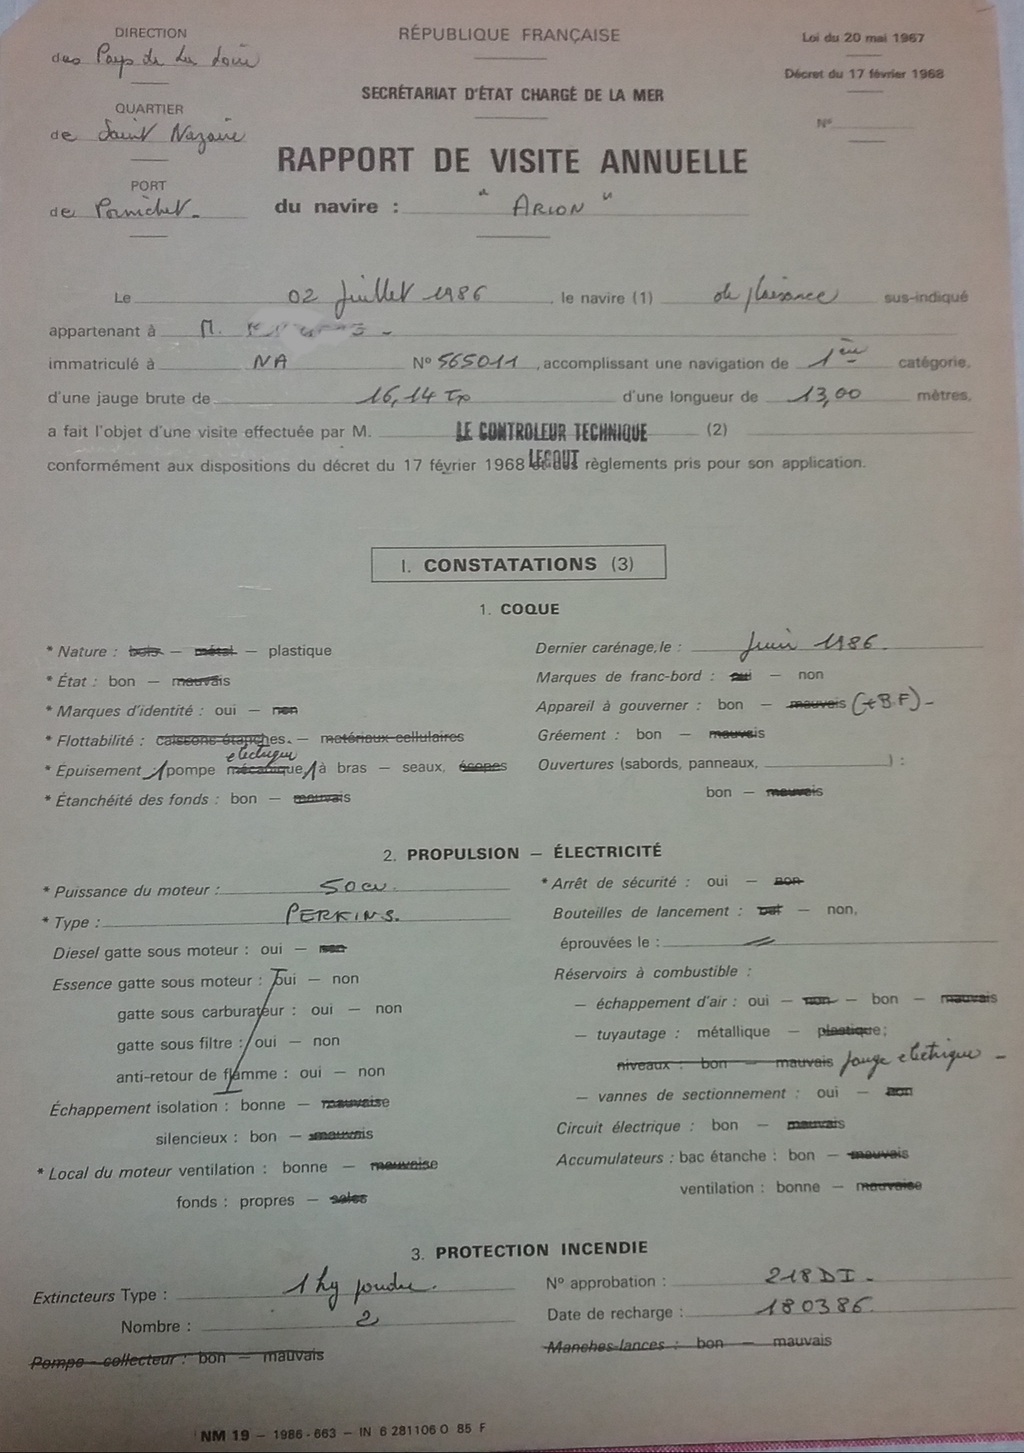 DIRECTION
des Pays de La Loire
QUARTIER
de Saint Nazaire
PORT
de Pornichet
RÉPUBLIQUE FRANÇAISE
SECRÉTARIAT D'ÉTAT CHARGÉ DE LA MER
Loi du 20 mai 1967
Décret du 17 février 1968
N°
RAPPORT DE VISITE ANNUELLE
du navire : " ARION "
Le 02 Juillet 1986, le navire (1) de plaisance sus-indiqué
appartenant à M.
immatriculé à NA N° 565011, accomplissant une navigation de 1ère catégorie,
d'une jauge brute de 16,14 Tx d'une longueur de 13,00 mètres,
a fait l'objet d'une visite effectuée par M. LE CONTROLEUR TECHNIQUE (2)
LECOUT
conformément aux dispositions du décret du 17 février 1968 et des règlements pris pour son application.
I. CONSTATATIONS (3)
1. COQUE
* Nature : bois — métal — plastique
* État : bon — mauvais
* Marques d'identité : oui — non
* Flottabilité : caissons étanches. — matériaux cellulaires
électrique
* Épuisement 1 pompe mécanique, 1 à bras — seaux, écopes
* Étanchéité des fonds : bon — mauvais
Dernier carénage, le : Juin 1986.
Marques de franc-bord : oui — non
Appareil à gouverner : bon — mauvais (+BF) -
Gréement : bon — mauvais
Ouvertures (sabords, panneaux, ) :
bon — mauvais
2. PROPULSION — ÉLECTRICITÉ
* Puissance du moteur : 50 cv.
* Type : PERKINS.
Diesel gatte sous moteur : oui — non
Essence gatte sous moteur : oui — non
gatte sous carburateur : oui — non
gatte sous filtre : oui — non
anti-retour de flamme : oui — non
Échappement isolation : bonne — mauvaise
silencieux : bon — mauvais
* Local du moteur ventilation : bonne — mauvaise
fonds : propres — sales
* Arrêt de sécurité : oui — non
Bouteilles de lancement : oui — non,
éprouvées le :
Réservoirs à combustible :
— échappement d'air : oui — non — bon — mauvais
— tuyautage : métallique — plastique;
niveaux : bon — mauvais jauge electrique -
— vannes de sectionnement : oui — non
Circuit électrique : bon — mauvais
Accumulateurs : bac étanche : bon — mauvais
ventilation : bonne — mauvaise
3. PROTECTION INCENDIE
Extincteurs Type : 1 kg poudre.
Nombre : 2
Pompe - collecteur : bon — mauvais
N° approbation : 218 DI -
Date de recharge : 180386.
Manches-lances : bon — mauvais
NM 19 — 1986 - 663 — IN 6 281106 O 85 F